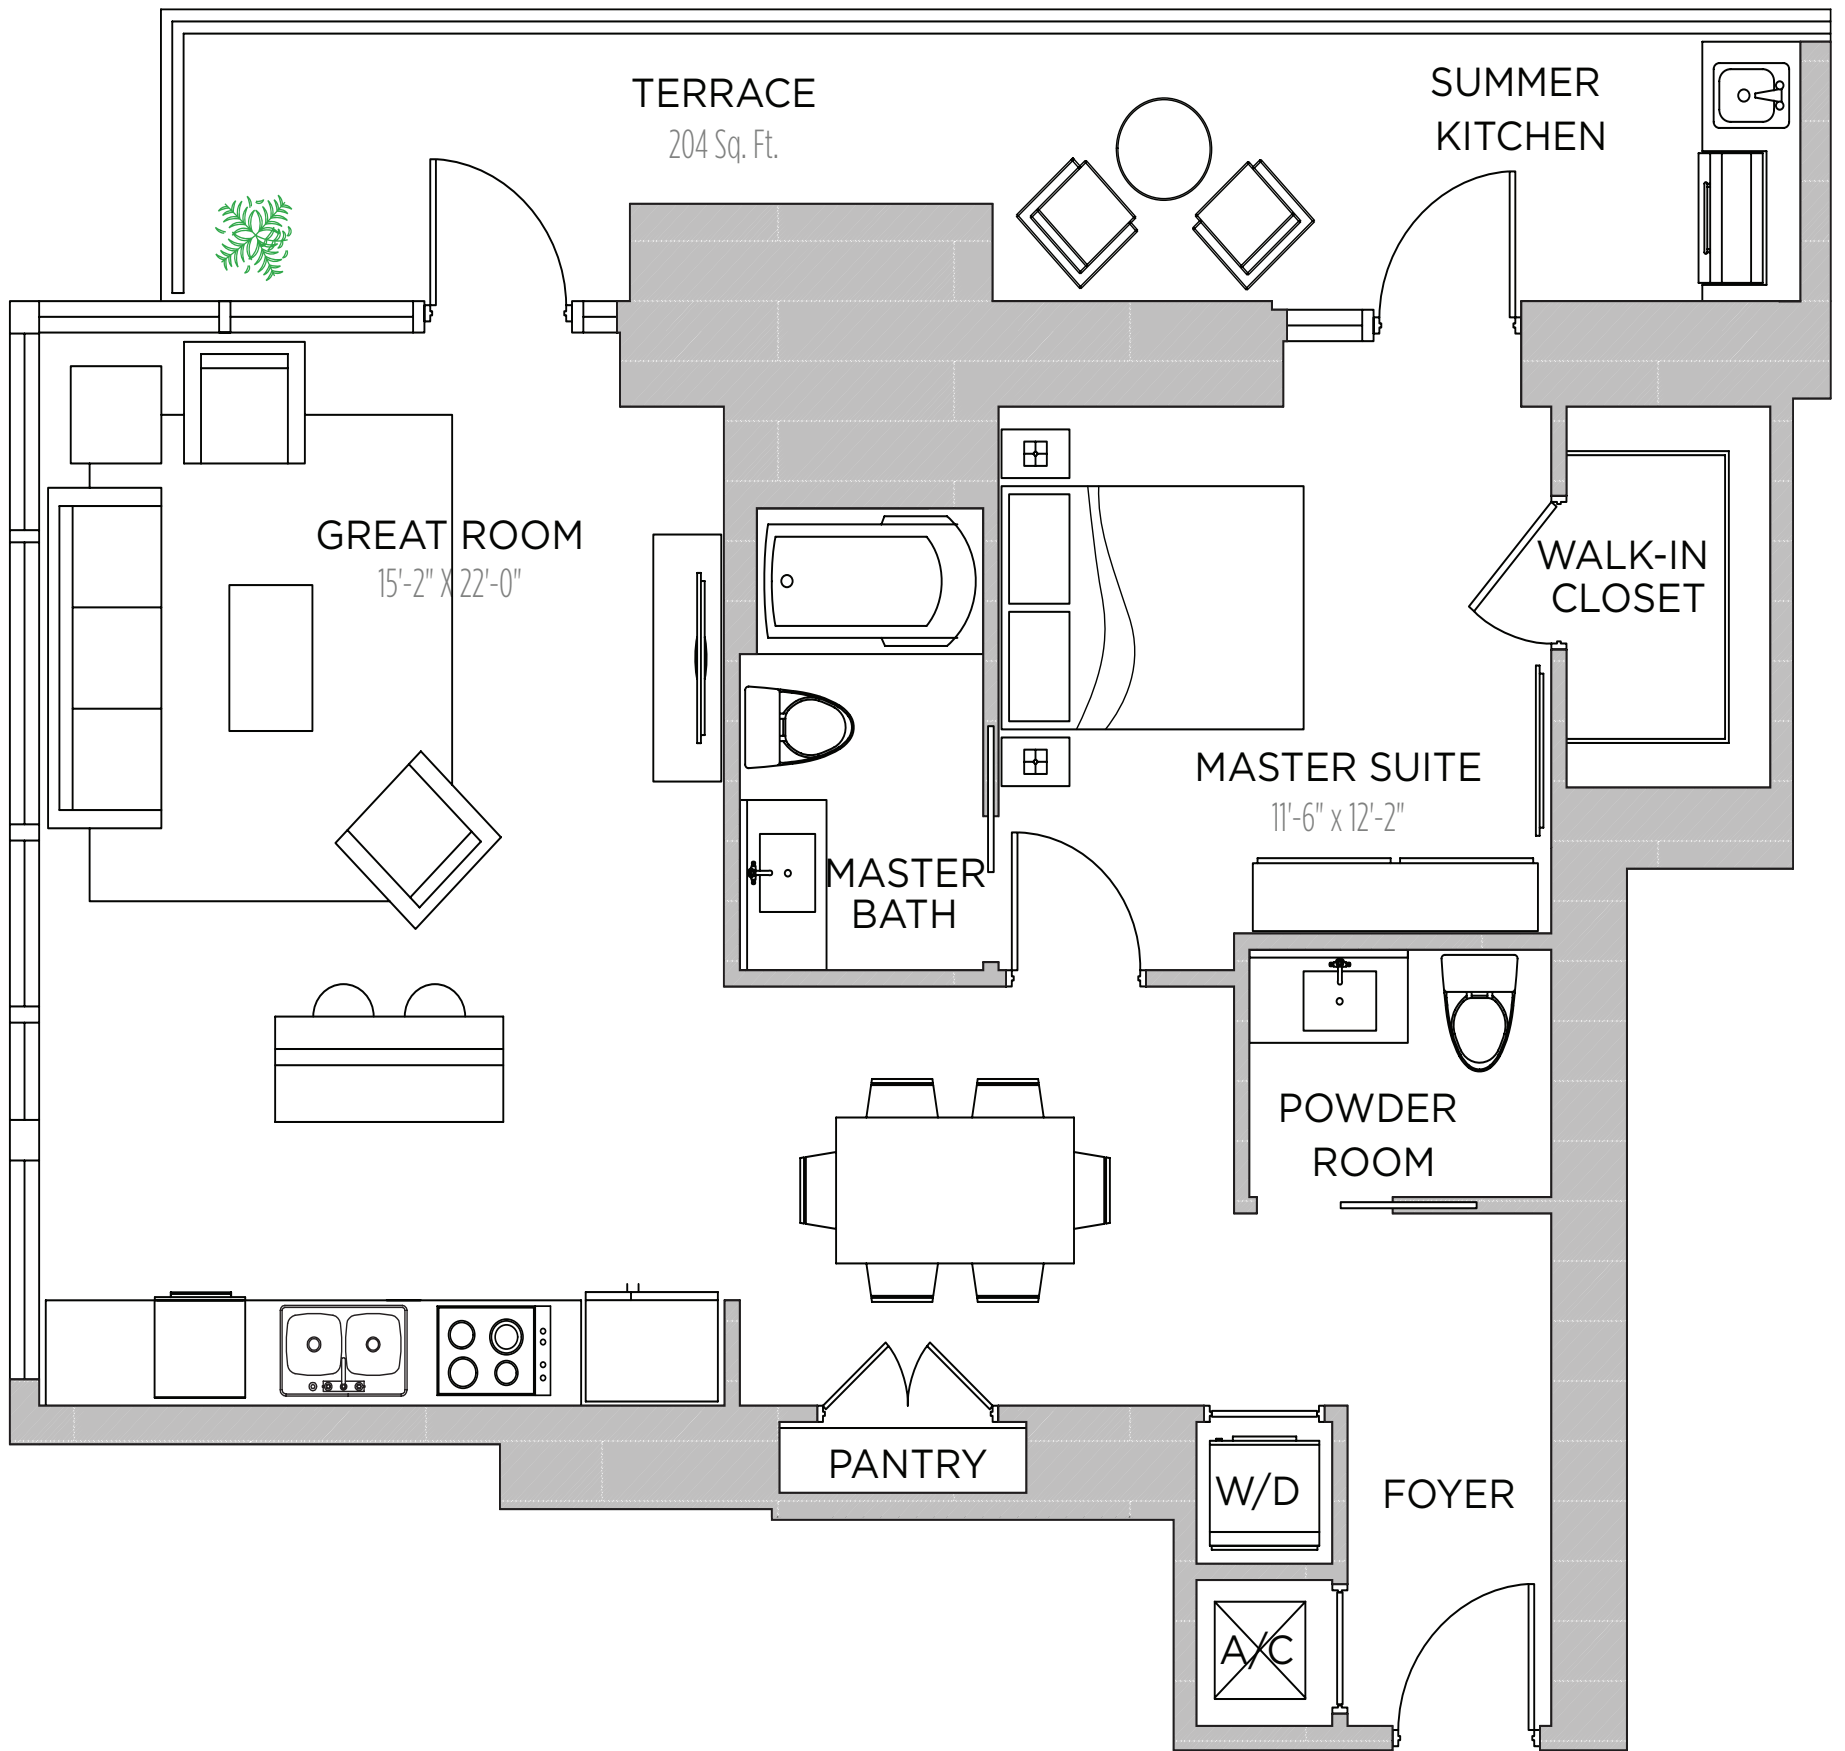 TERRACE
204 Sq. Ft.
SUMMER
KITCHEN
GREAT ROOM
15'-2" X 22'-0"
WALK-IN
CLOSET
MASTER SUITE
11'-6" x 12'-2"
MASTER
BATH
POWDER
ROOM
PANTRY
W/D
FOYER
A/C